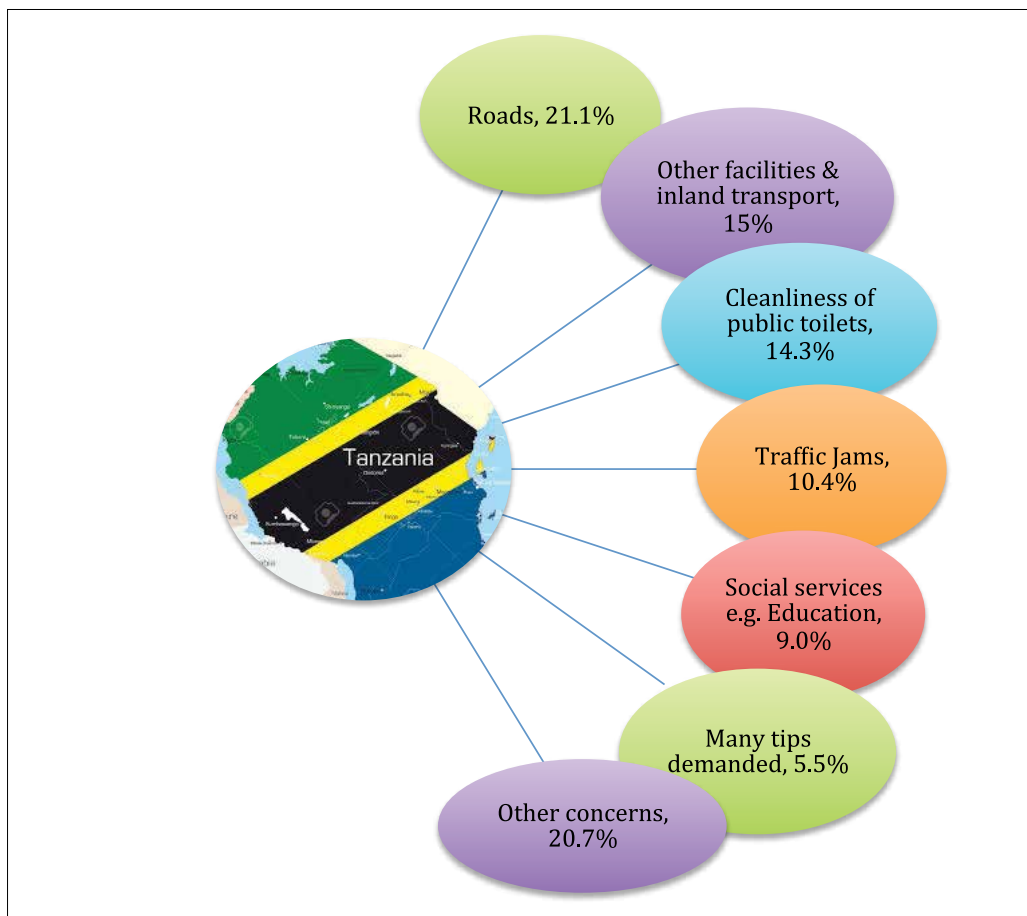 Roads, 21.1%
Other facilities &
inland transport,
15%
Cleanliness of
public toilets,
14.3%
Traffic Jams,
10.4%
Social services
e.g. Education,
9.0%
Many tips
demanded, 5.5%
Other concerns,
20.7%
Tanzania